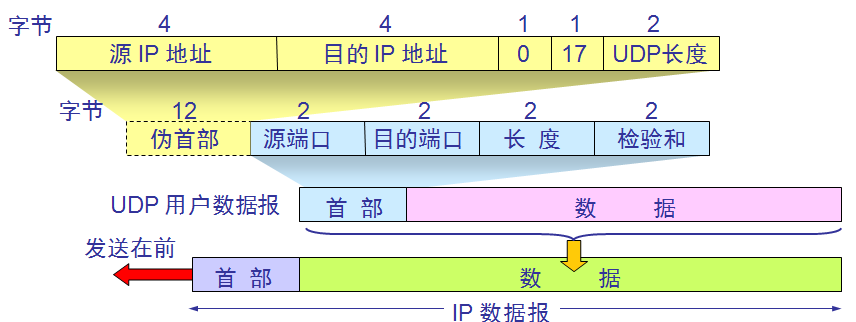 字节 4 4 1 1 2
源 IP 地址 目的 IP 地址 0 17 UDP长度
字节 12 2 2 2 2
伪首部 源端口 目的端口 长 度 检验和
UDP 用户数据报 首 部 数 据
发送在前
首 部 数 据
IP 数据报